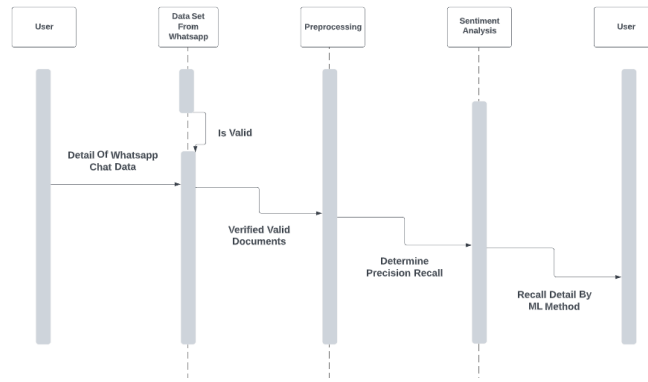 User
Data Set
From
Whatsapp
Preprocessing
Sentiment
Analysis
User
Is Valid
Detail Of Whatsapp
Chat Data
Verified Valid
Documents
Determine
Precision Recall
Recall Detail By
ML Method